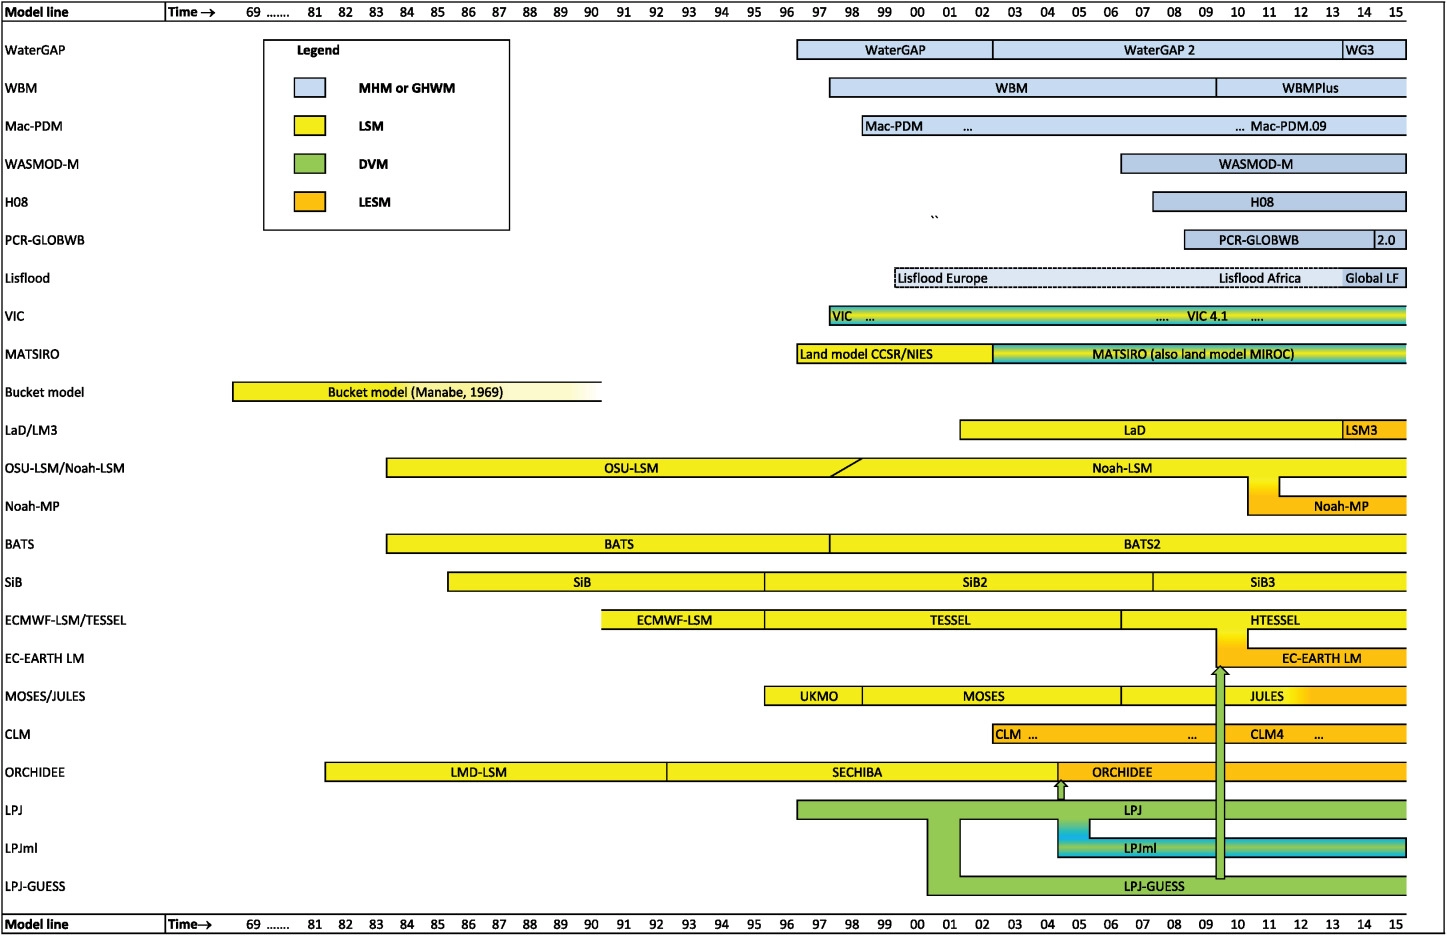 Model line Time → 69 ....... 81 82 83 84 85 86 87 88 89 90 91 92 93 94 95 96 97 98 99 00 01 02 03 04 05 06 07 08 09 10 11 12 13 14 15
WaterGAP Legend WaterGAP WaterGAP 2 WG3
WBM MHM or GHWM WBM WBMPlus
Mac-PDM LSM Mac-PDM ... ... Mac-PDM.09
WASMOD-M DVM WASMOD-M
H08 LESM H08
``
PCR-GLOBWB PCR-GLOBWB 2.0
Lisflood Lisflood Europe Lisflood Africa Global LF
VIC VIC ... .... VIC 4.1 ....
MATSIRO Land model CCSR/NIES MATSIRO (also land model MIROC)
Bucket model Bucket model (Manabe, 1969)
LaD/LM3 LaD LSM3
OSU-LSM/Noah-LSM OSU-LSM Noah-LSM
Noah-MP Noah-MP
BATS BATS BATS2
SiB SiB SiB2 SiB3
ECMWF-LSM/TESSEL ECMWF-LSM TESSEL HTESSEL
EC-EARTH LM EC-EARTH LM
MOSES/JULES UKMO MOSES JULES
CLM CLM ... ... CLM4 ...
ORCHIDEE LMD-LSM SECHIBA ORCHIDEE
LPJ LPJ
LPJml LPJml
LPJ-GUESS LPJ-GUESS
Model line Time→ 69 ....... 81 82 83 84 85 86 87 88 89 90 91 92 93 94 95 96 97 98 99 00 01 02 03 04 05 06 07 08 09 10 11 12 13 14 15